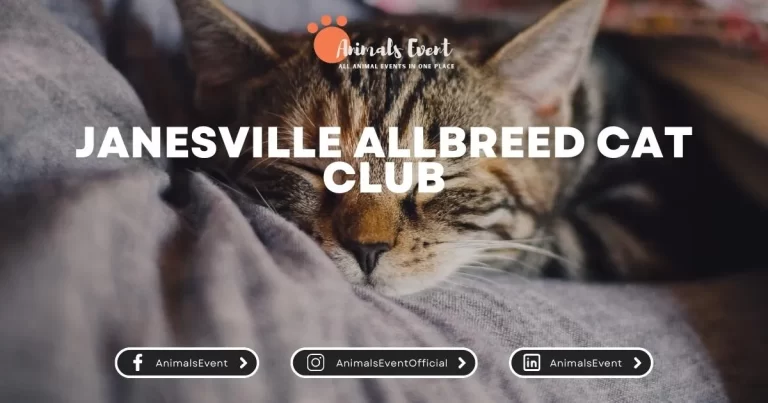 Animals Event
ALL ANIMAL EVENTS IN ONE PLACE
JANESVILLE ALLBREED CAT
CLUB
AnimalsEvent
AnimalsEventOfficial
AnimalsEvent